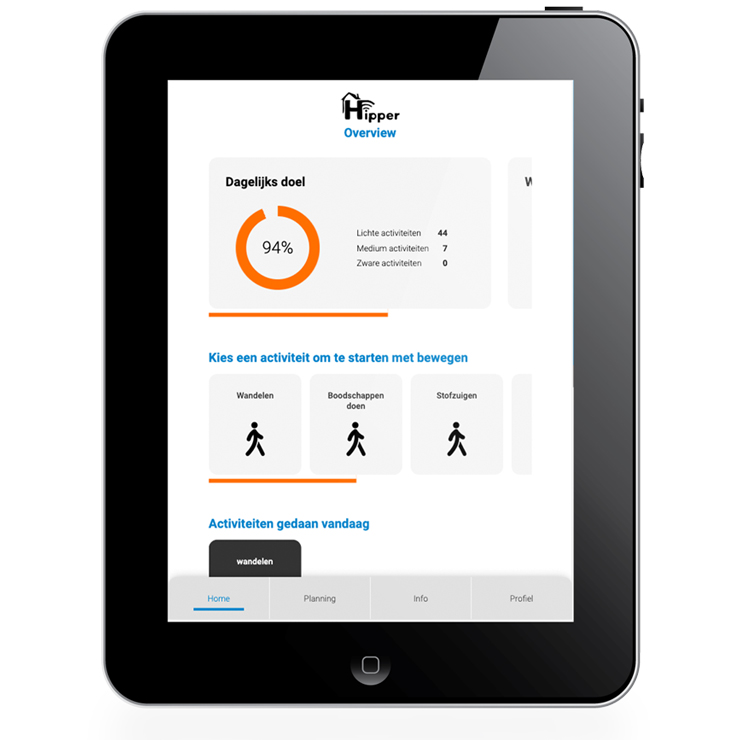 Hipper
Overview
Dagelijks doel
94%
Lichte activiteiten 44
Medium activiteiten 7
Zware activiteiten 0
Kies een activiteit om te starten met bewegen
Wandelen
Boodschappen
doen
Stofzuigen
Activiteiten gedaan vandaag
wandelen
Home
Planning
Info
Profiel